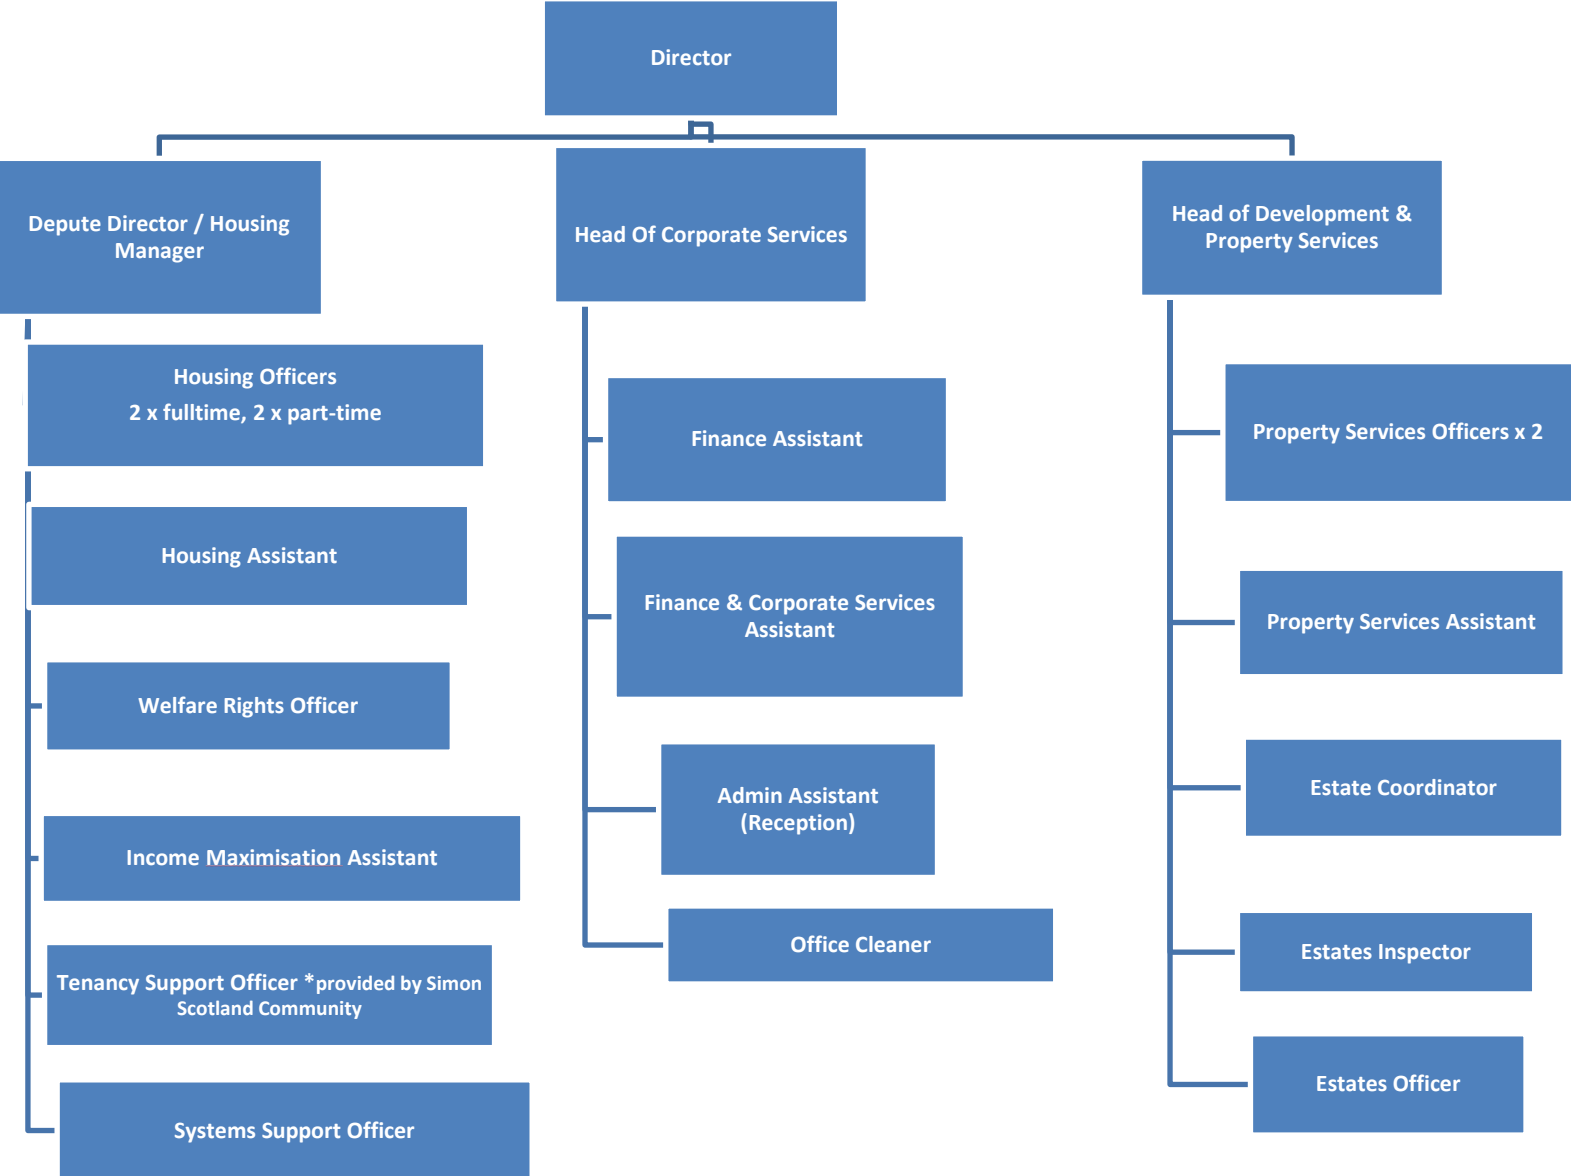 Director
Depute Director / Housing
Manager
Head Of Corporate Services
Head of Development &
Property Services
Housing Officers
2 x fulltime, 2 x part-time
Housing Assistant
Welfare Rights Officer
Income Maximisation Assistant
Tenancy Support Officer *provided by Simon
Scotland Community
Systems Support Officer
Finance Assistant
Finance & Corporate Services
Assistant
Admin Assistant
(Reception)
Office Cleaner
Property Services Officers x 2
Property Services Assistant
Estate Coordinator
Estates Inspector
Estates Officer